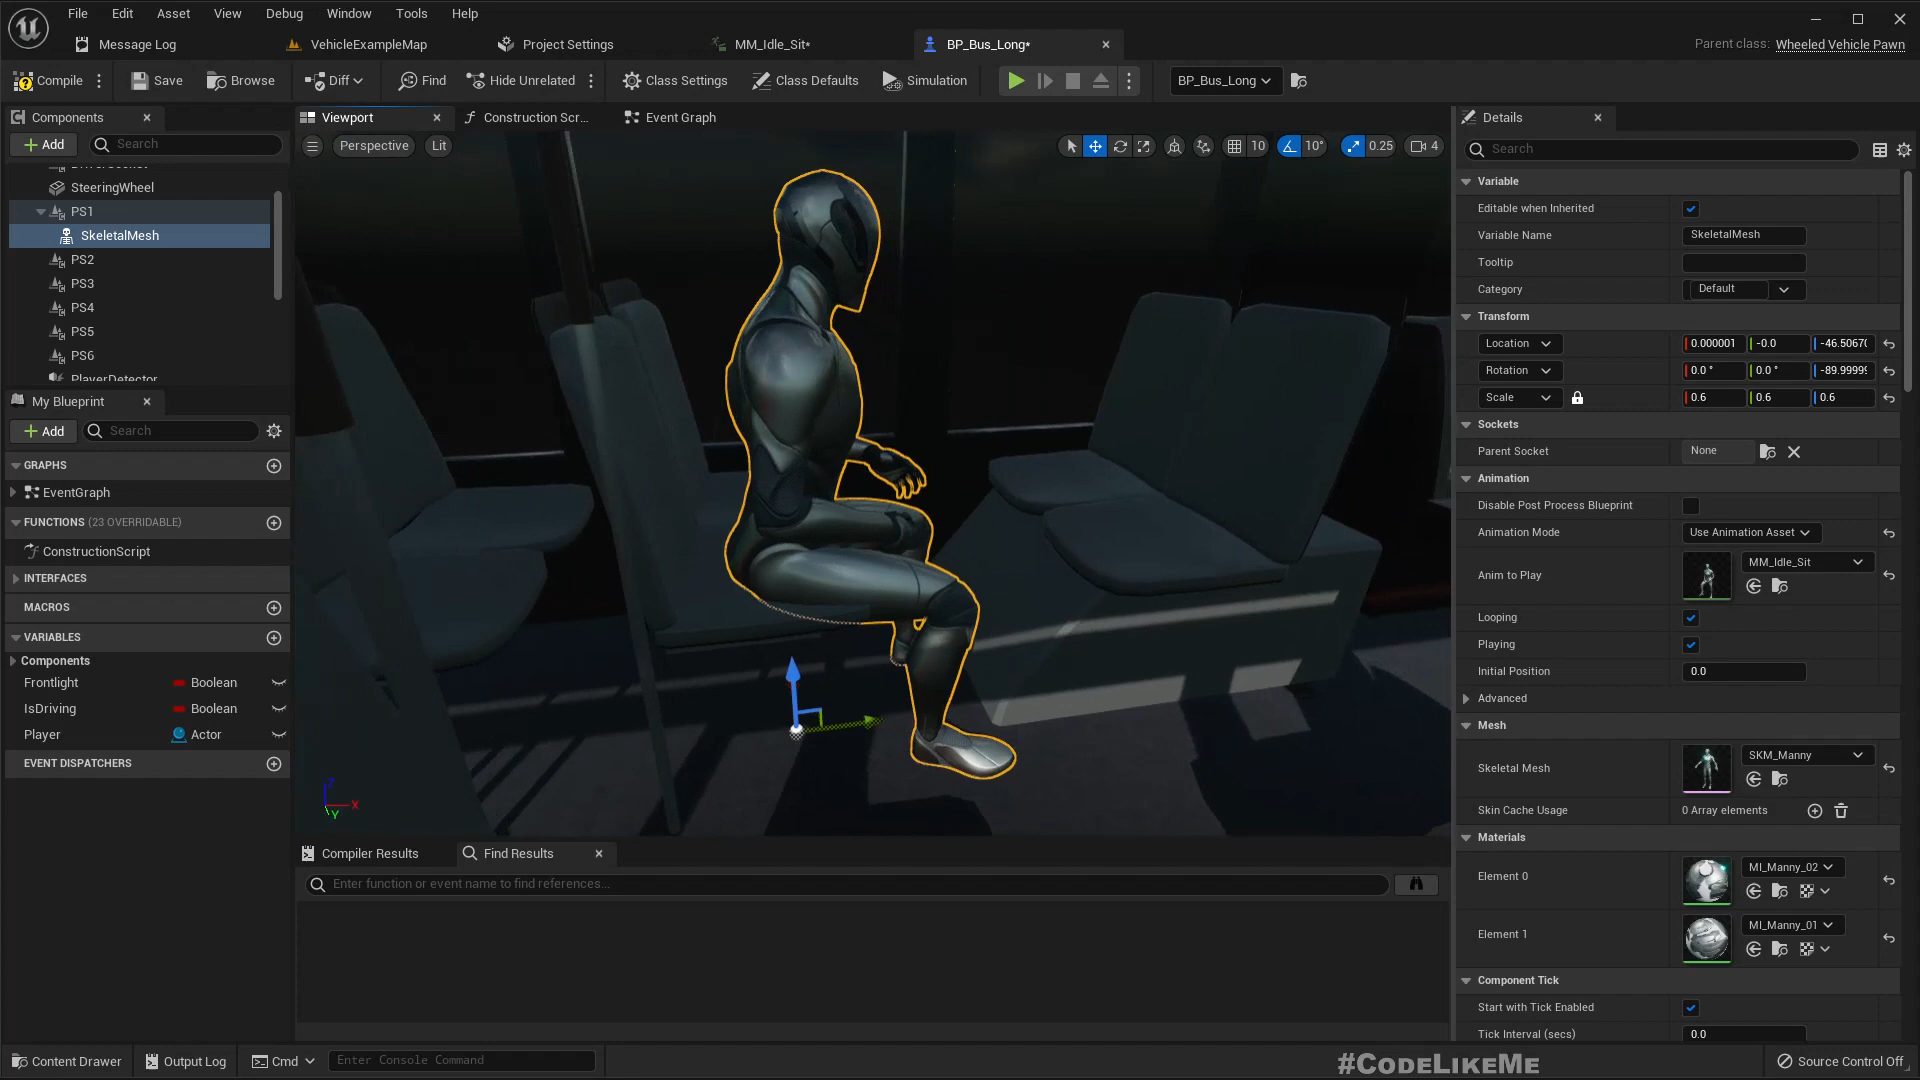 File Edit Asset View Debug Window Tools Help
Message Log
VehicleExampleMap
Project Settings
MM_Idle_Sit*
BP_Bus_Long*
Parent class: Wheeled Vehicle Pawn
Compile
Save
Browse
Diff
Find
Hide Unrelated
Class Settings
Class Defaults
Simulation
BP_Bus_Long
Components
Add
Search
SteeringWheel
PS1
SkeletalMesh
PS2
PS3
PS4
PS5
PS6
PlayerDetector
My Blueprint
Add
Search
GRAPHS
EventGraph
FUNCTIONS (23 OVERRIDABLE)
ConstructionScript
INTERFACES
MACROS
VARIABLES
Components
Frontlight Boolean
IsDriving Boolean
Player Actor
EVENT DISPATCHERS
Viewport
Construction Scr...
Event Graph
Perspective
Lit
10
10°
0.25
4
Z
X
Y
Compiler Results
Find Results
Enter function or event name to find references...
Details
Search
Variable
Editable when Inherited
Variable Name SkeletalMesh
Tooltip
Category Default
Transform
Location 0.000001 -0.0 -46.5067
Rotation 0.0 ° 0.0 ° -89.9999
Scale 0.6 0.6 0.6
Sockets
Parent Socket None
Animation
Disable Post Process Blueprint
Animation Mode Use Animation Asset
Anim to Play MM_Idle_Sit
Looping
Playing
Initial Position 0.0
Advanced
Mesh
Skeletal Mesh SKM_Manny
Skin Cache Usage 0 Array elements
Materials
Element 0 MI_Manny_02
Element 1 MI_Manny_01
Component Tick
Start with Tick Enabled
Tick Interval (secs) 0.0
Content Drawer
Output Log
Cmd
Enter Console Command
#CodeLikeMe
Source Control Off